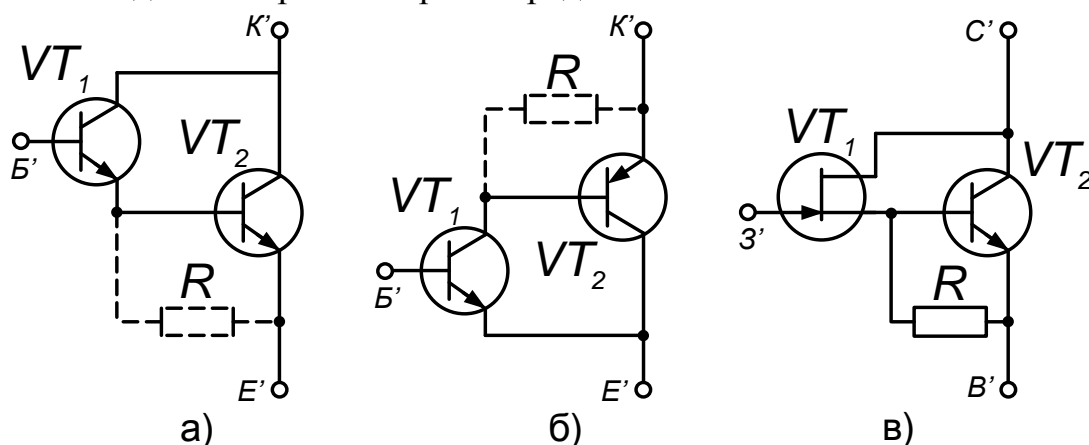 К' К' С'
VT₁ R VT₁
Б' VT₂ VT₁ VT₂
R Б' VT₂ З' R
Е' Е' В'
а) б) в)